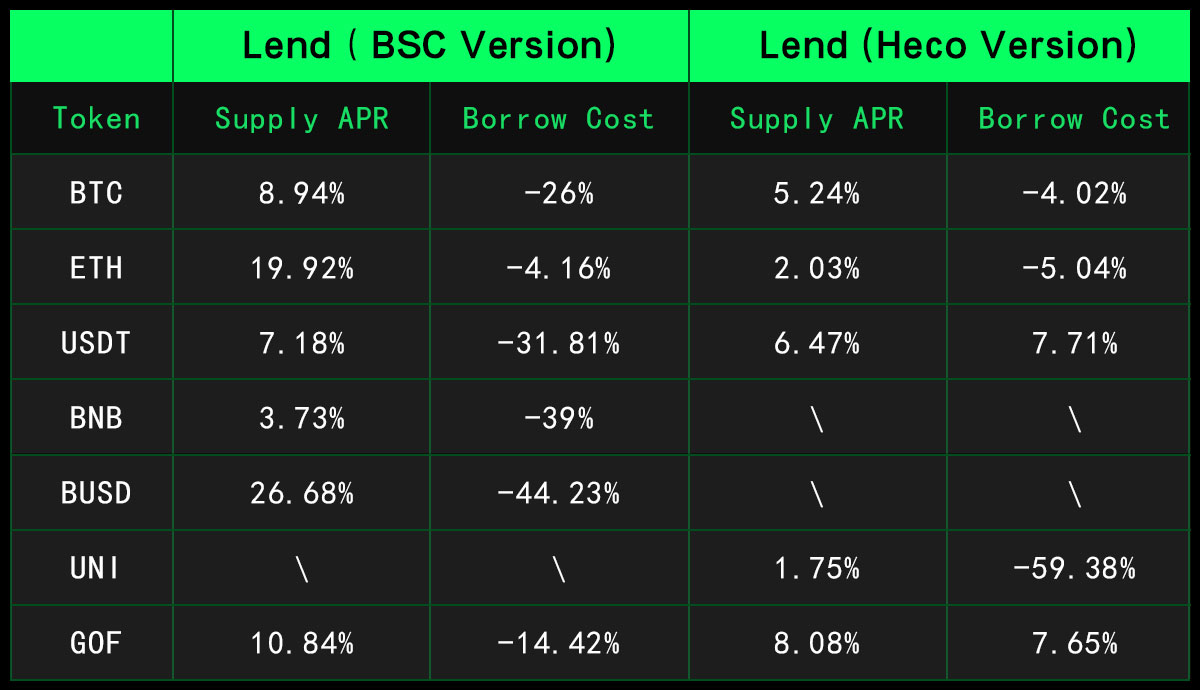 Lend ( BSC Version) Lend (Heco Version)
Token Supply APR Borrow Cost Supply APR Borrow Cost
BTC 8.94% -26% 5.24% -4.02%
ETH 19.92% -4.16% 2.03% -5.04%
USDT 7.18% -31.81% 6.47% 7.71%
BNB 3.73% -39% \ \
BUSD 26.68% -44.23% \ \
UNI \ \ 1.75% -59.38%
GOF 10.84% -14.42% 8.08% 7.65%